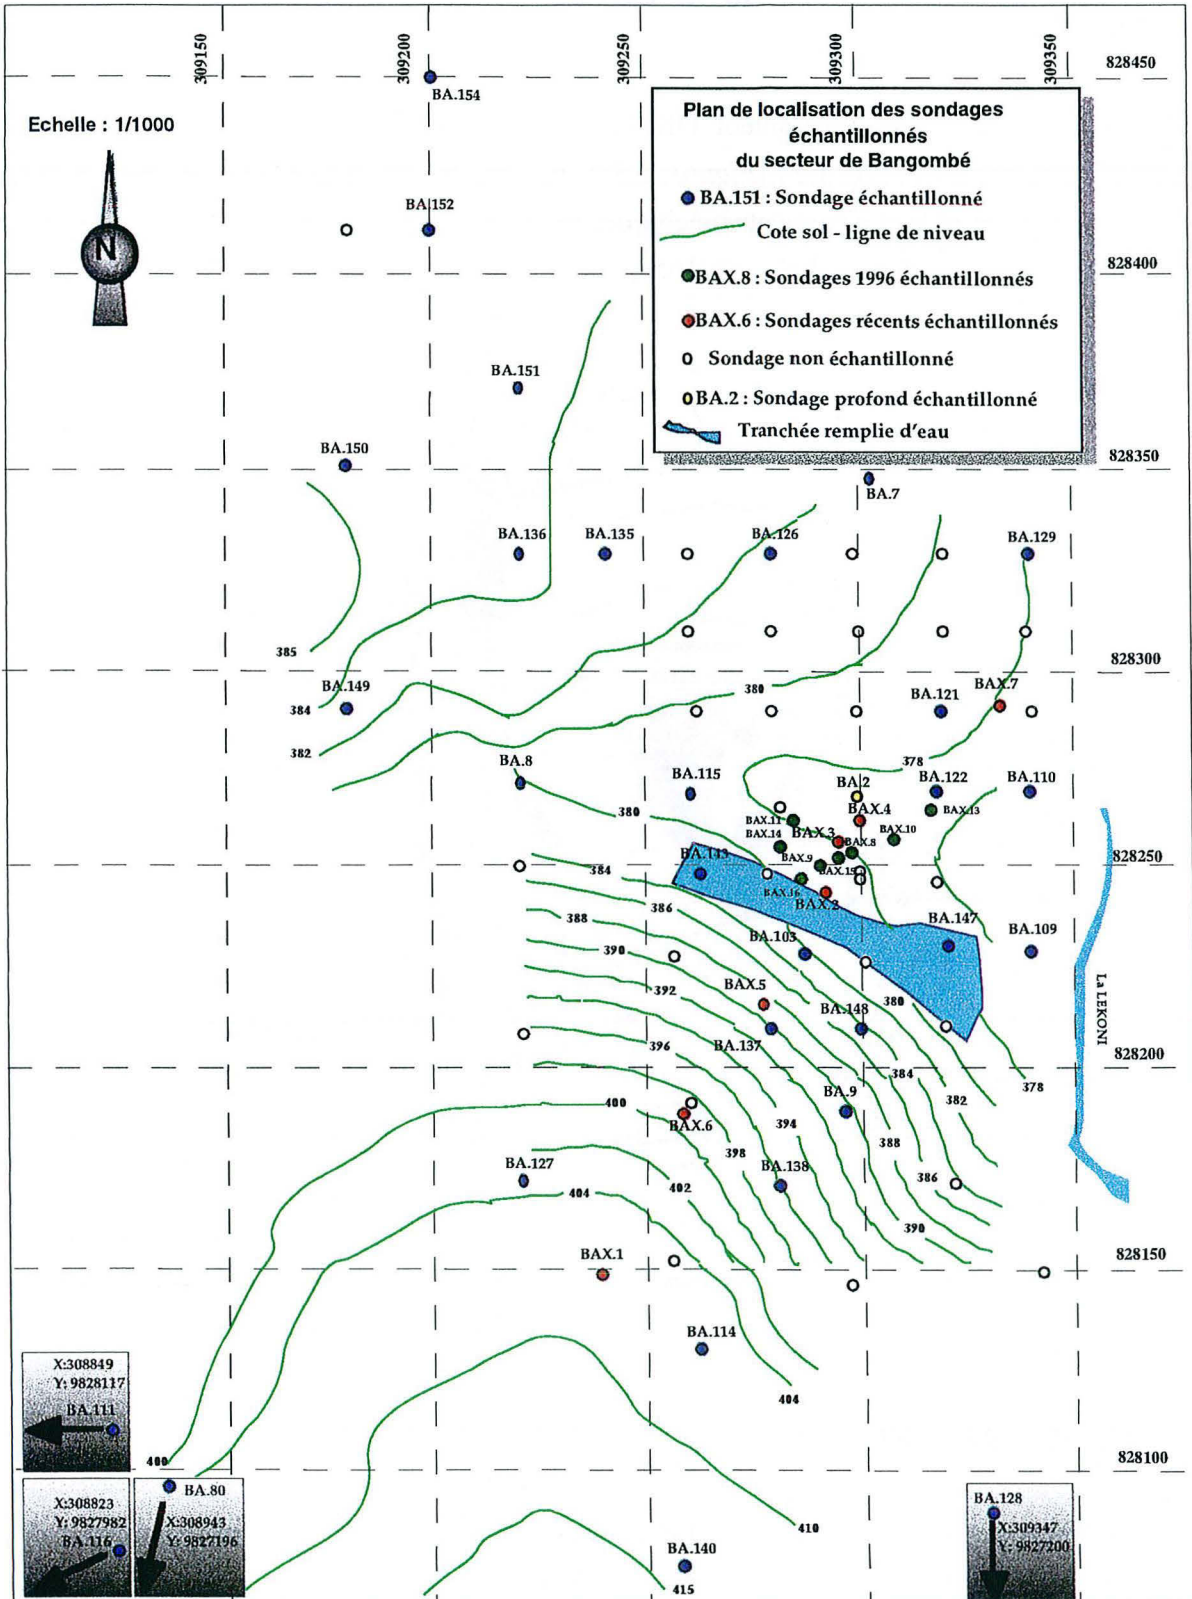 309150
309200
309250
309300
309350
828450
BA.154
Echelle : 1/1000
N
Plan de localisation des sondages
échantillonnés
du secteur de Bangombé
BA.151 : Sondage échantillonné
Cote sol - ligne de niveau
BAX.8 : Sondages 1996 échantillonnés
BAX.6 : Sondages récents échantillonnés
Sondage non échantillonné
BA.2 : Sondage profond échantillonné
Tranchée remplie d'eau
BA.152
828400
BA.151
BA.150
828350
BA.7
BA.136
BA.135
BA.126
BA.129
385
828300
BA.149
384
380
BA.121
BAX.7
382
BA.8
BA.115
378
BA.2
BA.122
BA.110
380
BAX.4
BAX.13
BAX.11
BAX.14
BAX.3
BAX.8
BAX.10
BA.143
BAX.9
BAX.15
828250
384
BAX.16
BAX.2
386
388
BA.103
BA.147
BA.109
390
392
BAX.5
BA.148
380
La LEKONI
BA.137
396
384
378
828200
400
BA.9
382
BAX.6
394
388
398
BA.127
402
BA.138
386
404
390
BAX.1
828150
BA.114
404
X:308849
Y: 9828117
BA.111
400
828100
BA.80
X:308823
Y: 9827982
BA.116
X:308943
Y: 9827196
BA.128
X:309347
Y: 9827200
410
BA.140
415